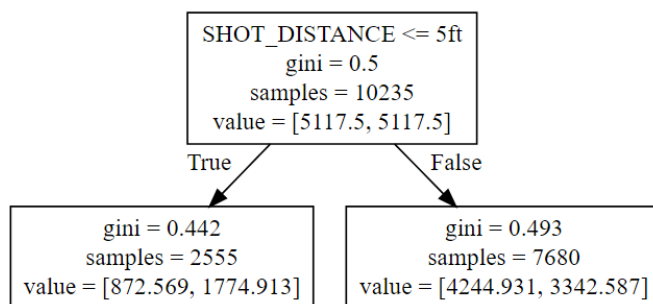 SHOT_DISTANCE <= 5ft
gini = 0.5
samples = 10235
value = [5117.5, 5117.5]
True
False
gini = 0.442
samples = 2555
value = [872.569, 1774.913]
gini = 0.493
samples = 7680
value = [4244.931, 3342.587]